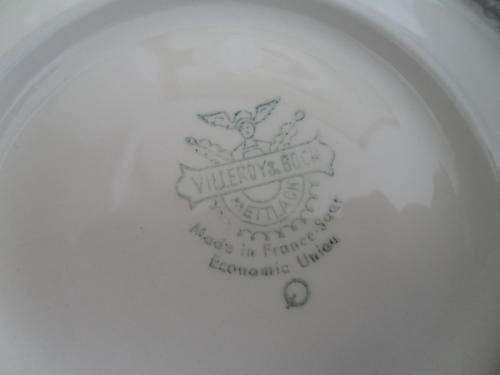 VILLEROY & BOCH
METTLACH
Made in France-Saar
Economic Union